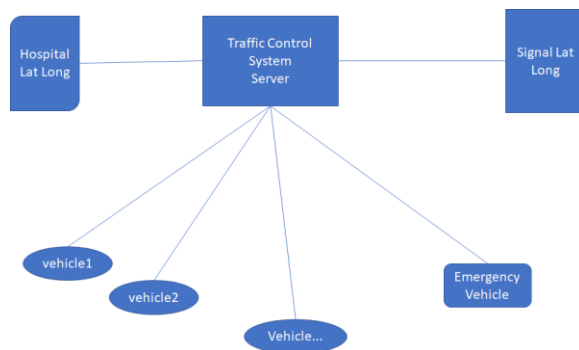 Hospital
Lat Long
Traffic Control
System
Server
Signal Lat
Long
vehicle1
vehicle2
Vehicle...
Emergency
Vehicle